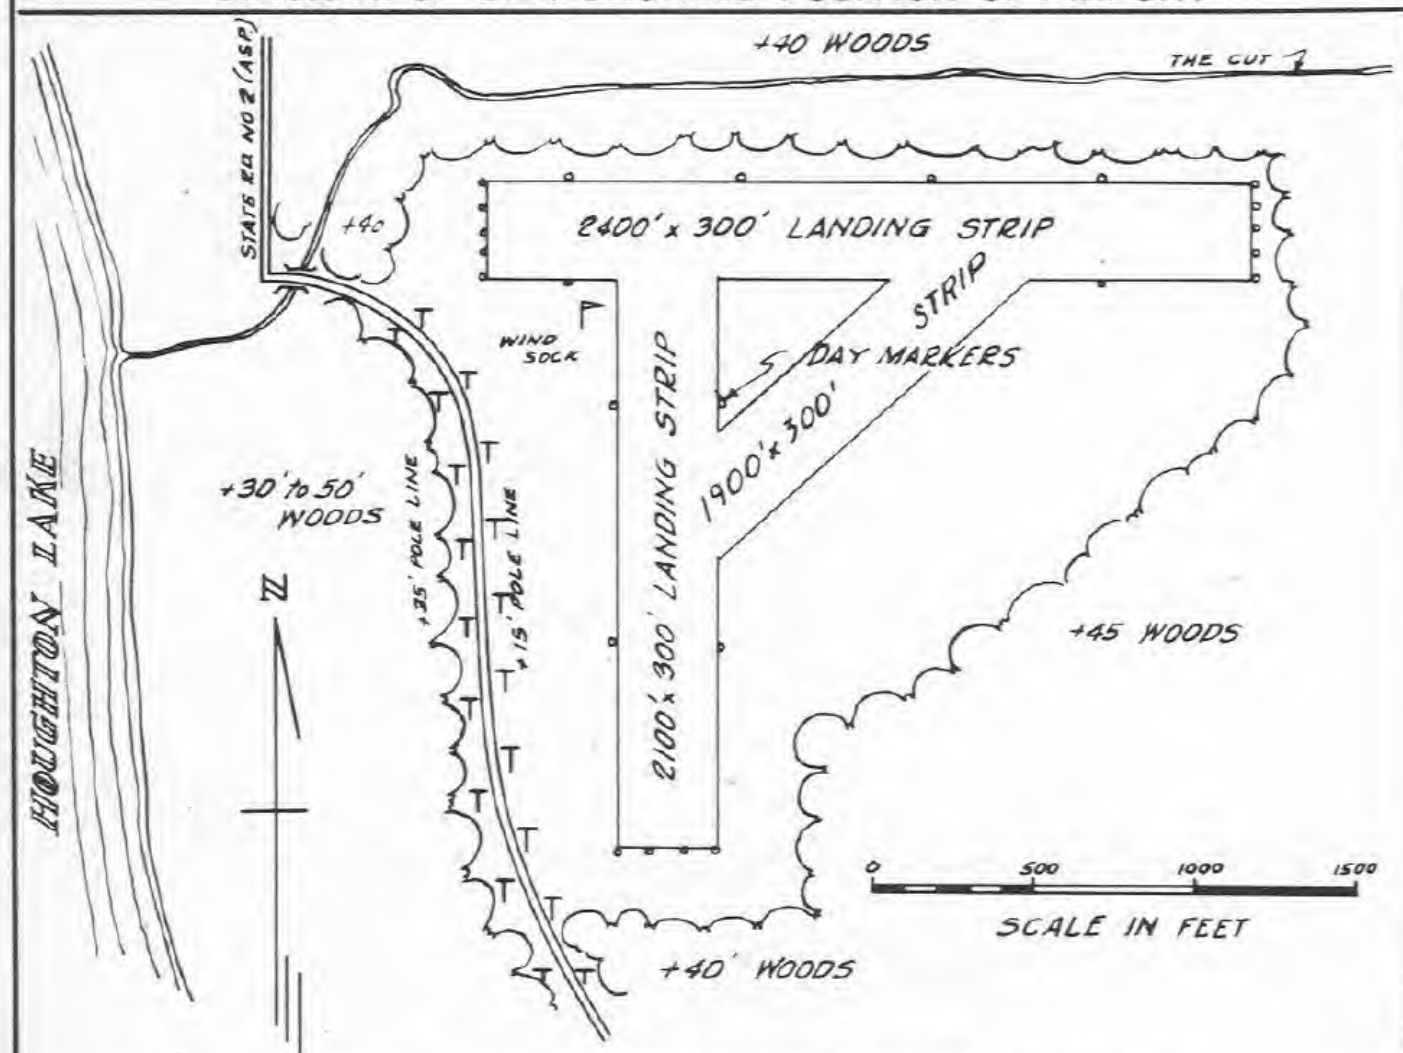 +40 WOODS
THE CUT
STATE RD NO 2 (ASP)
+40
2400' x 300' LANDING STRIP
STRIP
WIND
SOCK
DAY MARKERS
1900' x 300'
2100' x 300' LANDING STRIP
HOUGHTON LAKE
+30' to 50'
WOODS
+35' POLE LINE
+15' POLE LINE
N
+45 WOODS
0 500 1000 1500
SCALE IN FEET
+40' WOODS